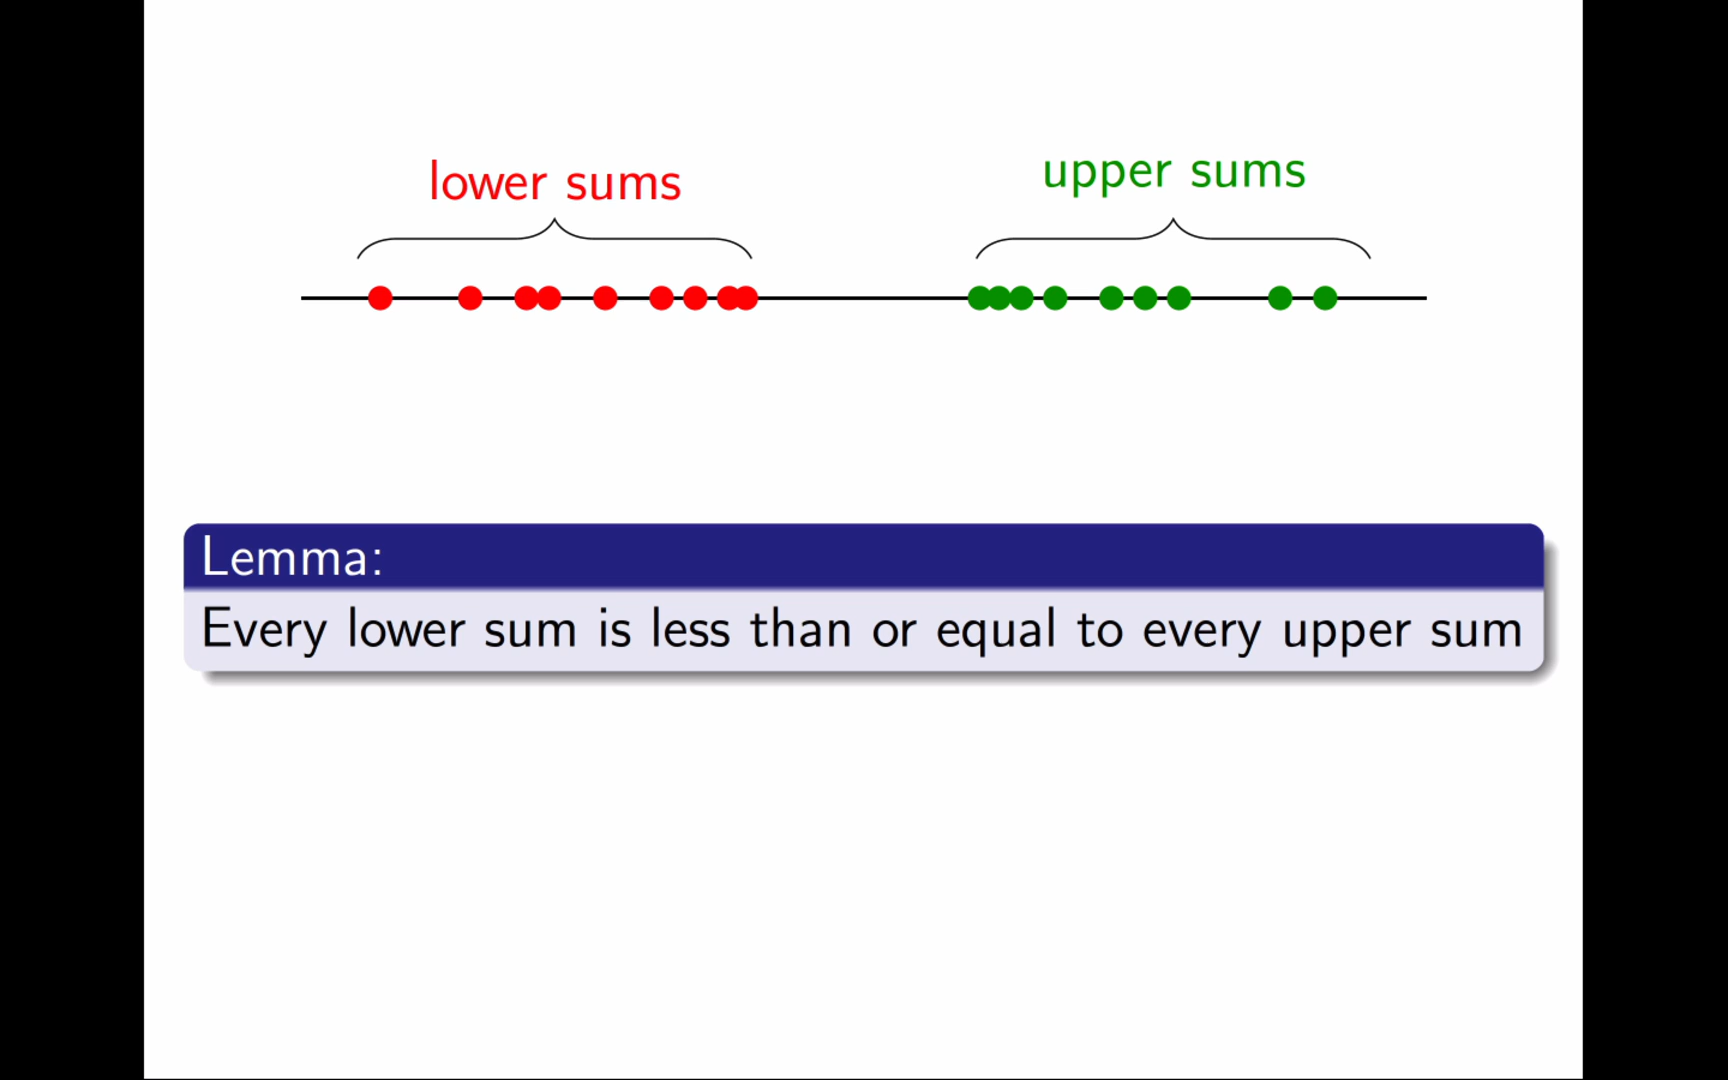 lower sums
upper sums
Lemma:
Every lower sum is less than or equal to every upper sum